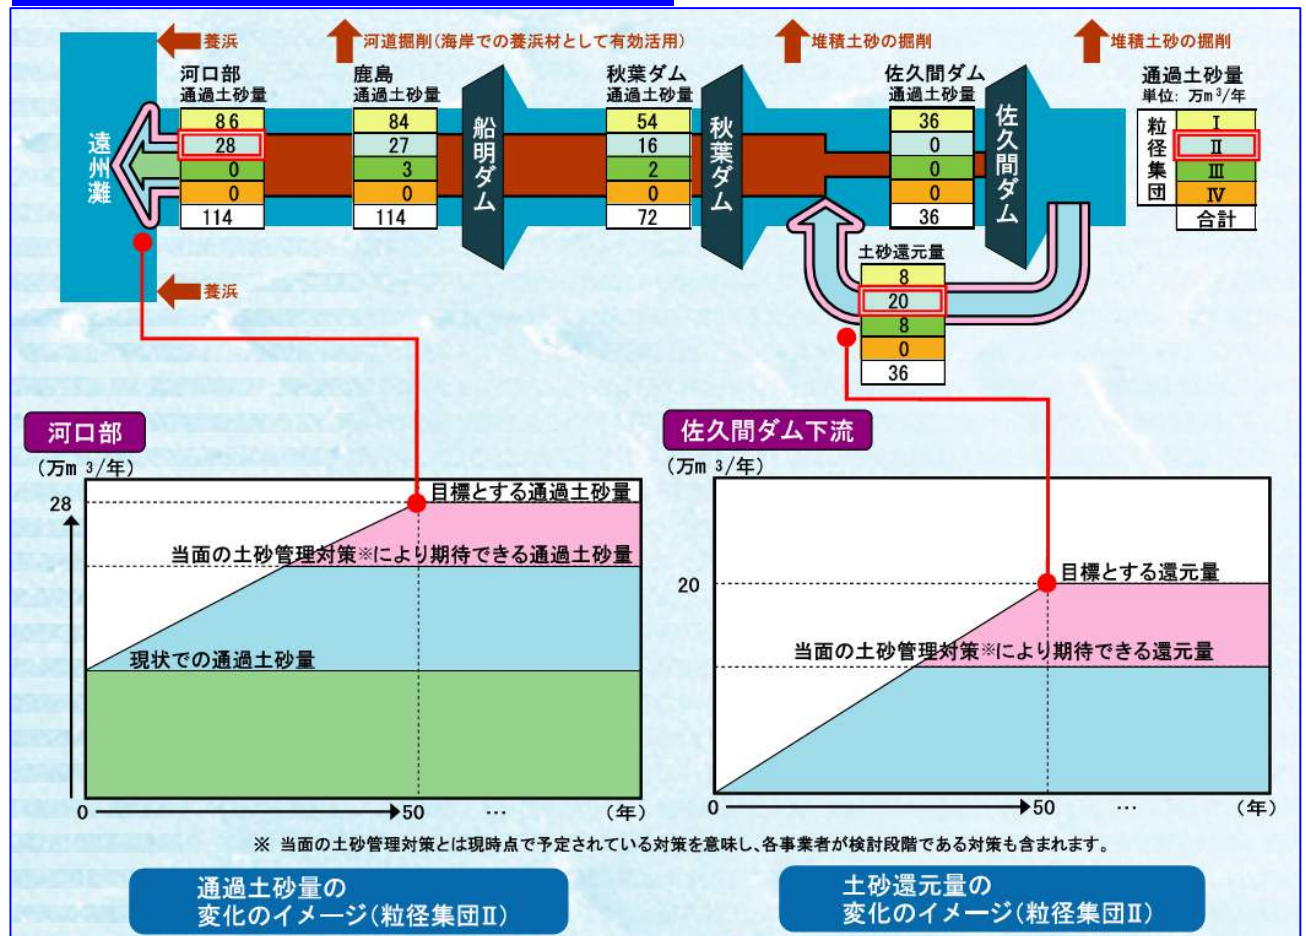 養浜
河道掘削(海岸での養浜材として有効活用)
堆積土砂の掘削
堆積土砂の掘削
河口部
通過土砂量
86
28
0
0
114
鹿島
通過土砂量
84
27
3
0
114
秋葉ダム
通過土砂量
54
16
2
0
72
佐久間ダム
通過土砂量
36
0
0
0
36
通過土砂量
単位: 万m³/年
粒径集団
Ⅰ
Ⅱ
Ⅲ
Ⅳ
合計
遠州灘
船明ダム
秋葉ダム
佐久間ダム
養浜
土砂還元量
8
20
8
0
36
河口部
(万m 3/年)
28
目標とする通過土砂量
当面の土砂管理対策※により期待できる通過土砂量
現状での通過土砂量
0
50
…
(年)
佐久間ダム下流
(万m 3/年)
20
目標とする還元量
当面の土砂管理対策※により期待できる還元量
0
50
…
(年)
※ 当面の土砂管理対策とは現時点で予定されている対策を意味し、各事業者が検討段階である対策も含まれます。
通過土砂量の
変化のイメージ(粒径集団Ⅱ)
土砂還元量の
変化のイメージ(粒径集団Ⅱ)